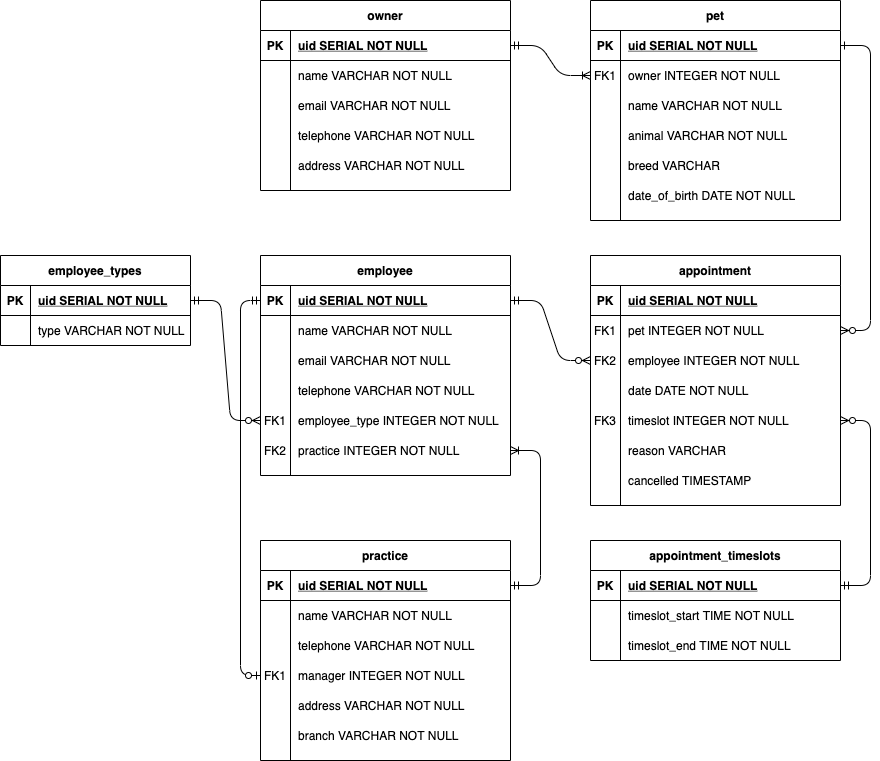 owner
PK uid SERIAL NOT NULL
name VARCHAR NOT NULL
email VARCHAR NOT NULL
telephone VARCHAR NOT NULL
address VARCHAR NOT NULL
pet
PK uid SERIAL NOT NULL
FK1 owner INTEGER NOT NULL
name VARCHAR NOT NULL
animal VARCHAR NOT NULL
breed VARCHAR
date_of_birth DATE NOT NULL
employee_types
PK uid SERIAL NOT NULL
type VARCHAR NOT NULL
employee
PK uid SERIAL NOT NULL
name VARCHAR NOT NULL
email VARCHAR NOT NULL
telephone VARCHAR NOT NULL
FK1 employee_type INTEGER NOT NULL
FK2 practice INTEGER NOT NULL
appointment
PK uid SERIAL NOT NULL
FK1 pet INTEGER NOT NULL
FK2 employee INTEGER NOT NULL
date DATE NOT NULL
FK3 timeslot INTEGER NOT NULL
reason VARCHAR
cancelled TIMESTAMP
practice
PK uid SERIAL NOT NULL
name VARCHAR NOT NULL
telephone VARCHAR NOT NULL
FK1 manager INTEGER NOT NULL
address VARCHAR NOT NULL
branch VARCHAR NOT NULL
appointment_timeslots
PK uid SERIAL NOT NULL
timeslot_start TIME NOT NULL
timeslot_end TIME NOT NULL